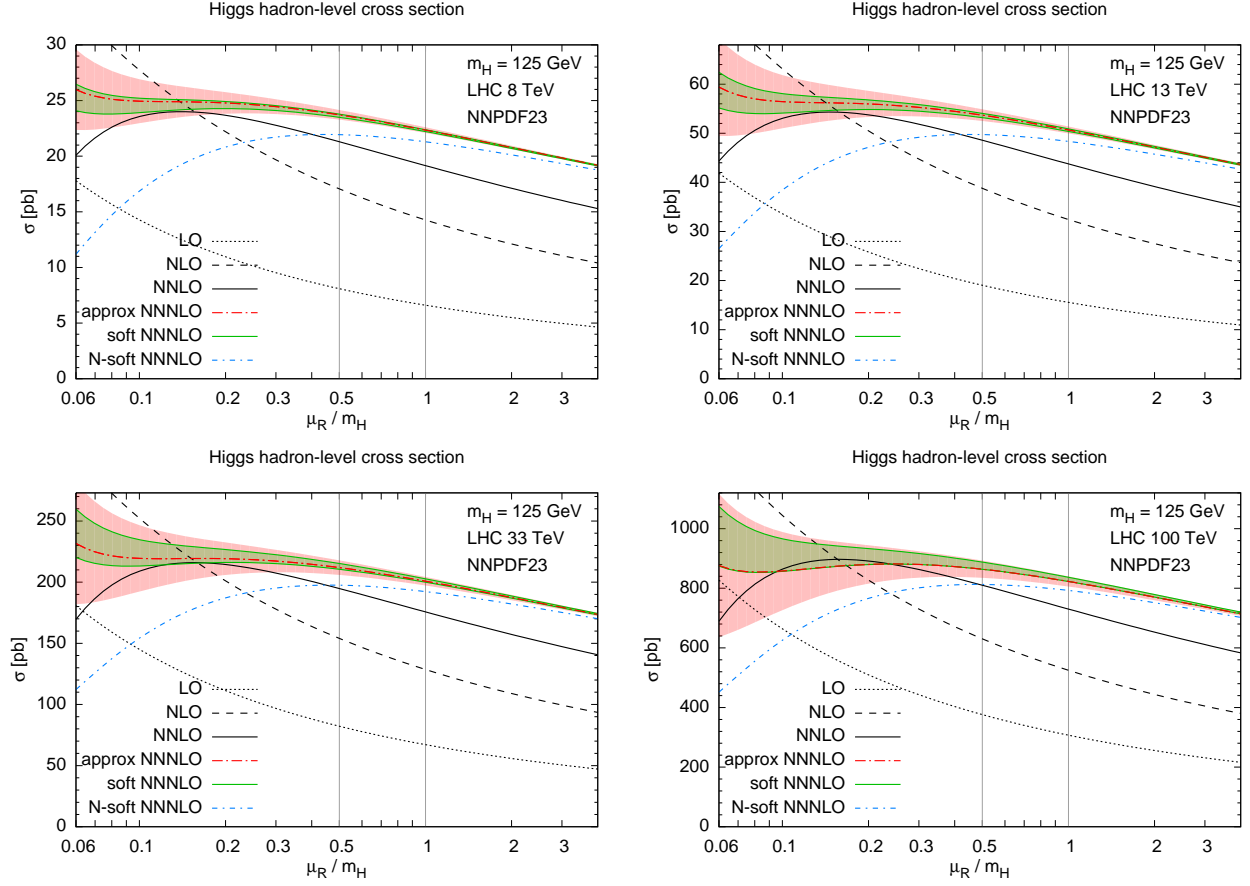 Higgs hadron-level cross section
30
25
20
15
10
5
0
σ [pb]
m_H = 125 GeV
LHC 8 TeV
NNPDF23
LO
NLO
NNLO
approx NNNLO
soft NNNLO
N-soft NNNLO
0.06 0.1 0.2 0.5 1 2 3
μ_R / m_H
Higgs hadron-level cross section
60
50
40
30
20
10
0
σ [pb]
m_H = 125 GeV
LHC 13 TeV
NNPDF23
LO
NLO
NNLO
approx NNNLO
soft NNNLO
N-soft NNNLO
0.06 0.1 0.2 0.5 1 2 3
μ_R / m_H
Higgs hadron-level cross section
250
200
150
100
50
0
σ [pb]
m_H = 125 GeV
LHC 33 TeV
NNPDF23
LO
NLO
NNLO
approx NNNLO
soft NNNLO
N-soft NNNLO
0.06 0.1 0.2 0.5 1 2 3
μ_R / m_H
Higgs hadron-level cross section
1000
800
600
400
200
0
σ [pb]
m_H = 125 GeV
LHC 100 TeV
NNPDF23
LO
NLO
NNLO
approx NNNLO
soft NNNLO
N-soft NNNLO
0.06 0.1 0.2 0.5 1 2 3
μ_R / m_H